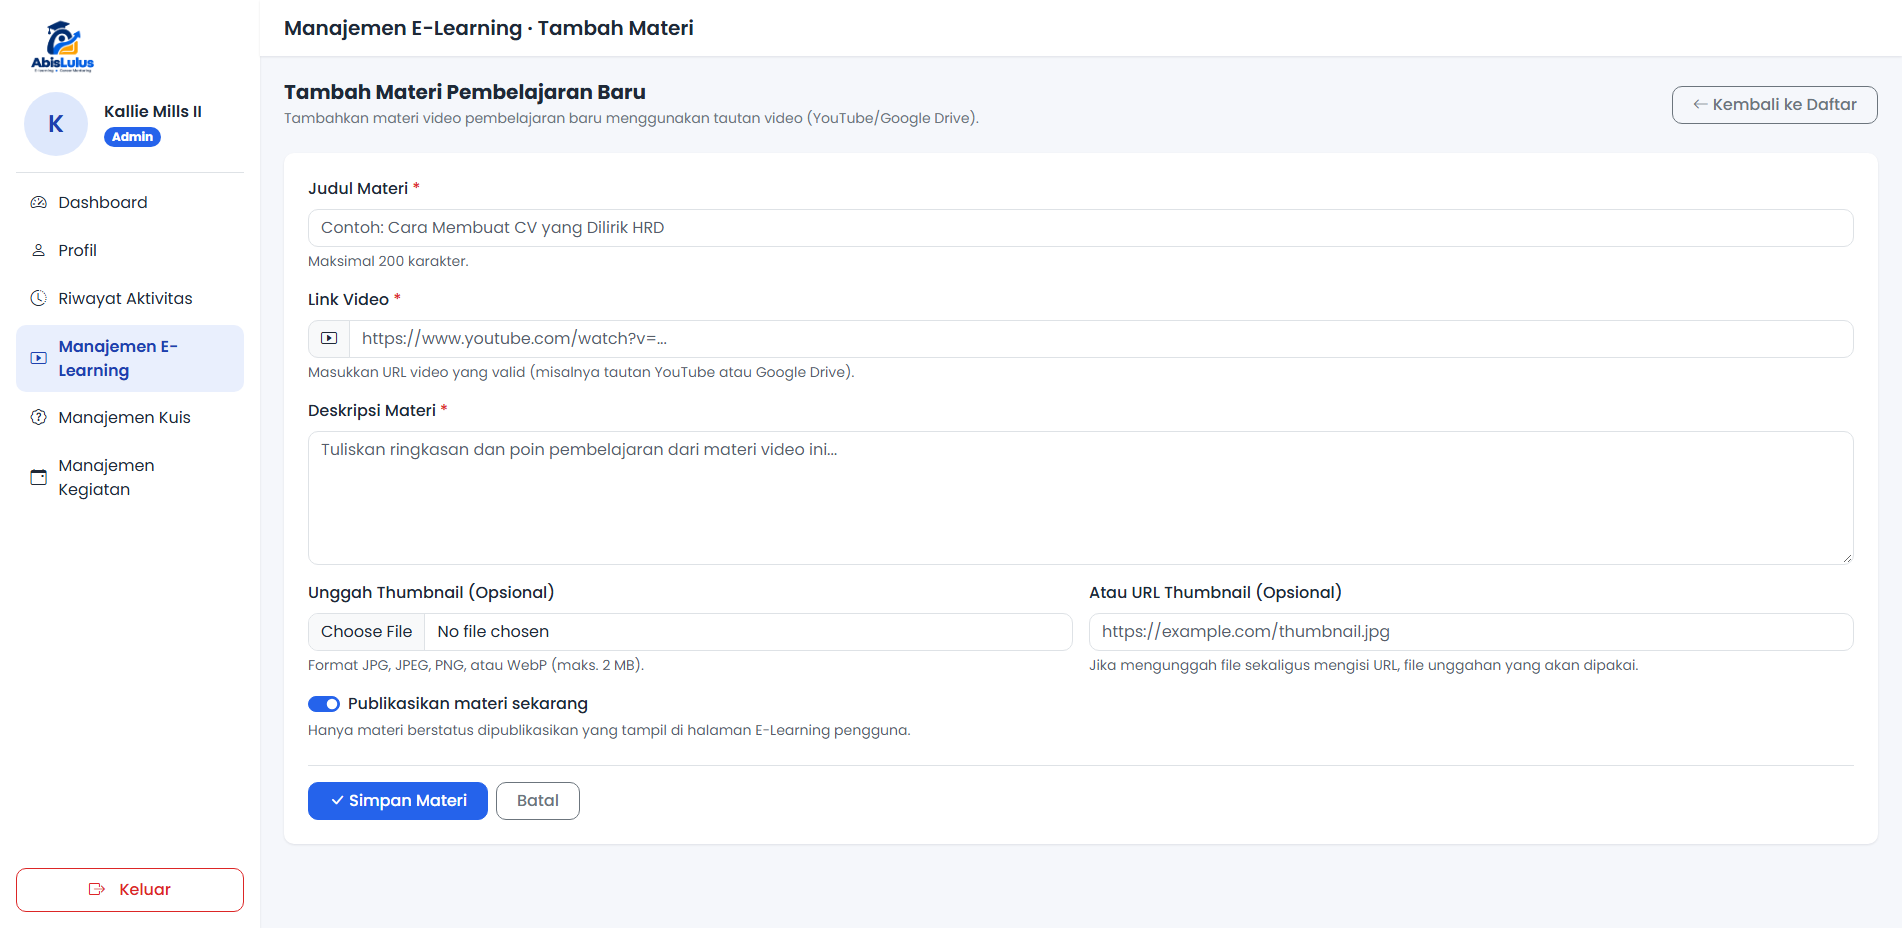 AbisLulus
K
Kallie Mills II
Admin
Dashboard
Profil
Riwayat Aktivitas
Manajemen E-
Learning
Manajemen Kuis
Manajemen
Kegiatan
Keluar
Manajemen E-Learning · Tambah Materi
Tambah Materi Pembelajaran Baru
Tambahkan materi video pembelajaran baru menggunakan tautan video (YouTube/Google Drive).
← Kembali ke Daftar
Judul Materi *
Contoh: Cara Membuat CV yang Dilirik HRD
Maksimal 200 karakter.
Link Video *
https://www.youtube.com/watch?v=...
Masukkan URL video yang valid (misalnya tautan YouTube atau Google Drive).
Deskripsi Materi *
Tuliskan ringkasan dan poin pembelajaran dari materi video ini...
Unggah Thumbnail (Opsional)
Choose File No file chosen
Format JPG, JPEG, PNG, atau WebP (maks. 2 MB).
Atau URL Thumbnail (Opsional)
https://example.com/thumbnail.jpg
Jika mengunggah file sekaligus mengisi URL, file unggahan yang akan dipakai.
Publikasikan materi sekarang
Hanya materi berstatus dipublikasikan yang tampil di halaman E-Learning pengguna.
Simpan Materi
Batal